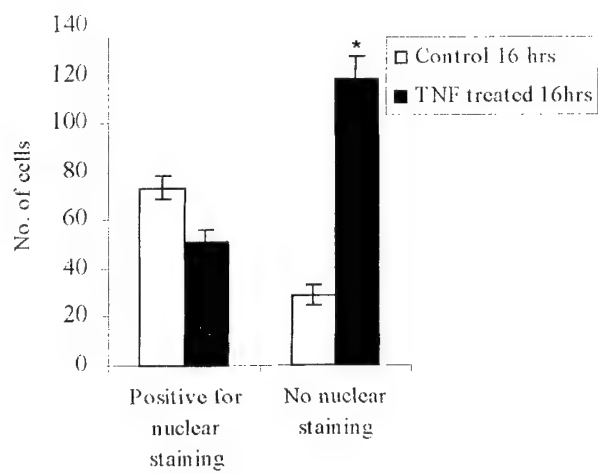 140
120
100
80
60
40
20
0
No. of cells
*
Control 16 hrs
TNF treated 16hrs
Positive for
nuclear
staining
No nuclear
staining